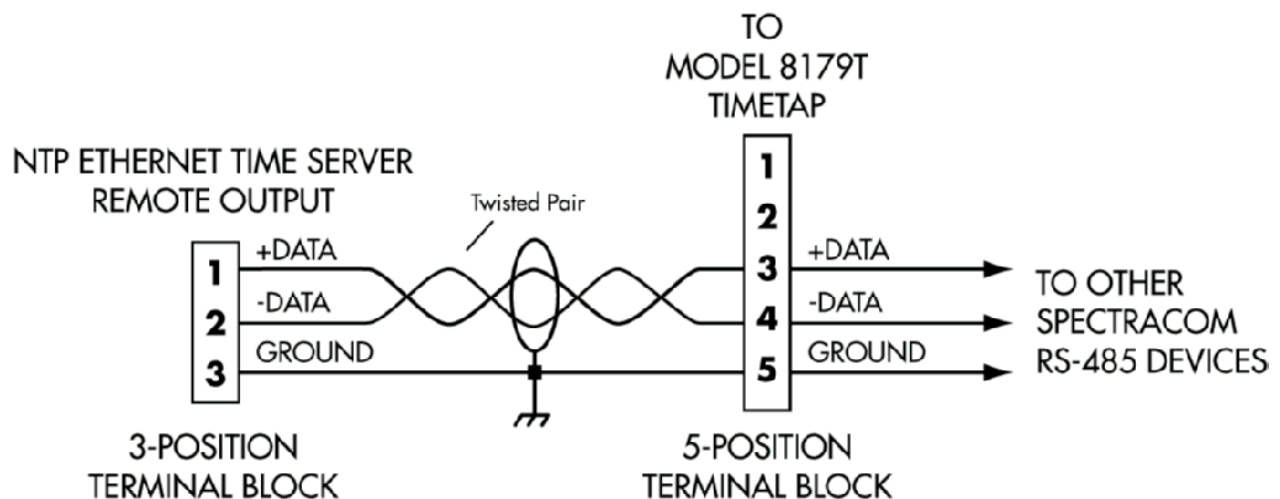 TO
MODEL 8179T
TIMETAP
NTP ETHERNET TIME SERVER
REMOTE OUTPUT
Twisted Pair
1
2
3
+DATA
-DATA
GROUND
1
2
3
4
5
+DATA
-DATA
GROUND
TO OTHER
SPECTRACOM
RS-485 DEVICES
3-POSITION
TERMINAL BLOCK
5-POSITION
TERMINAL BLOCK